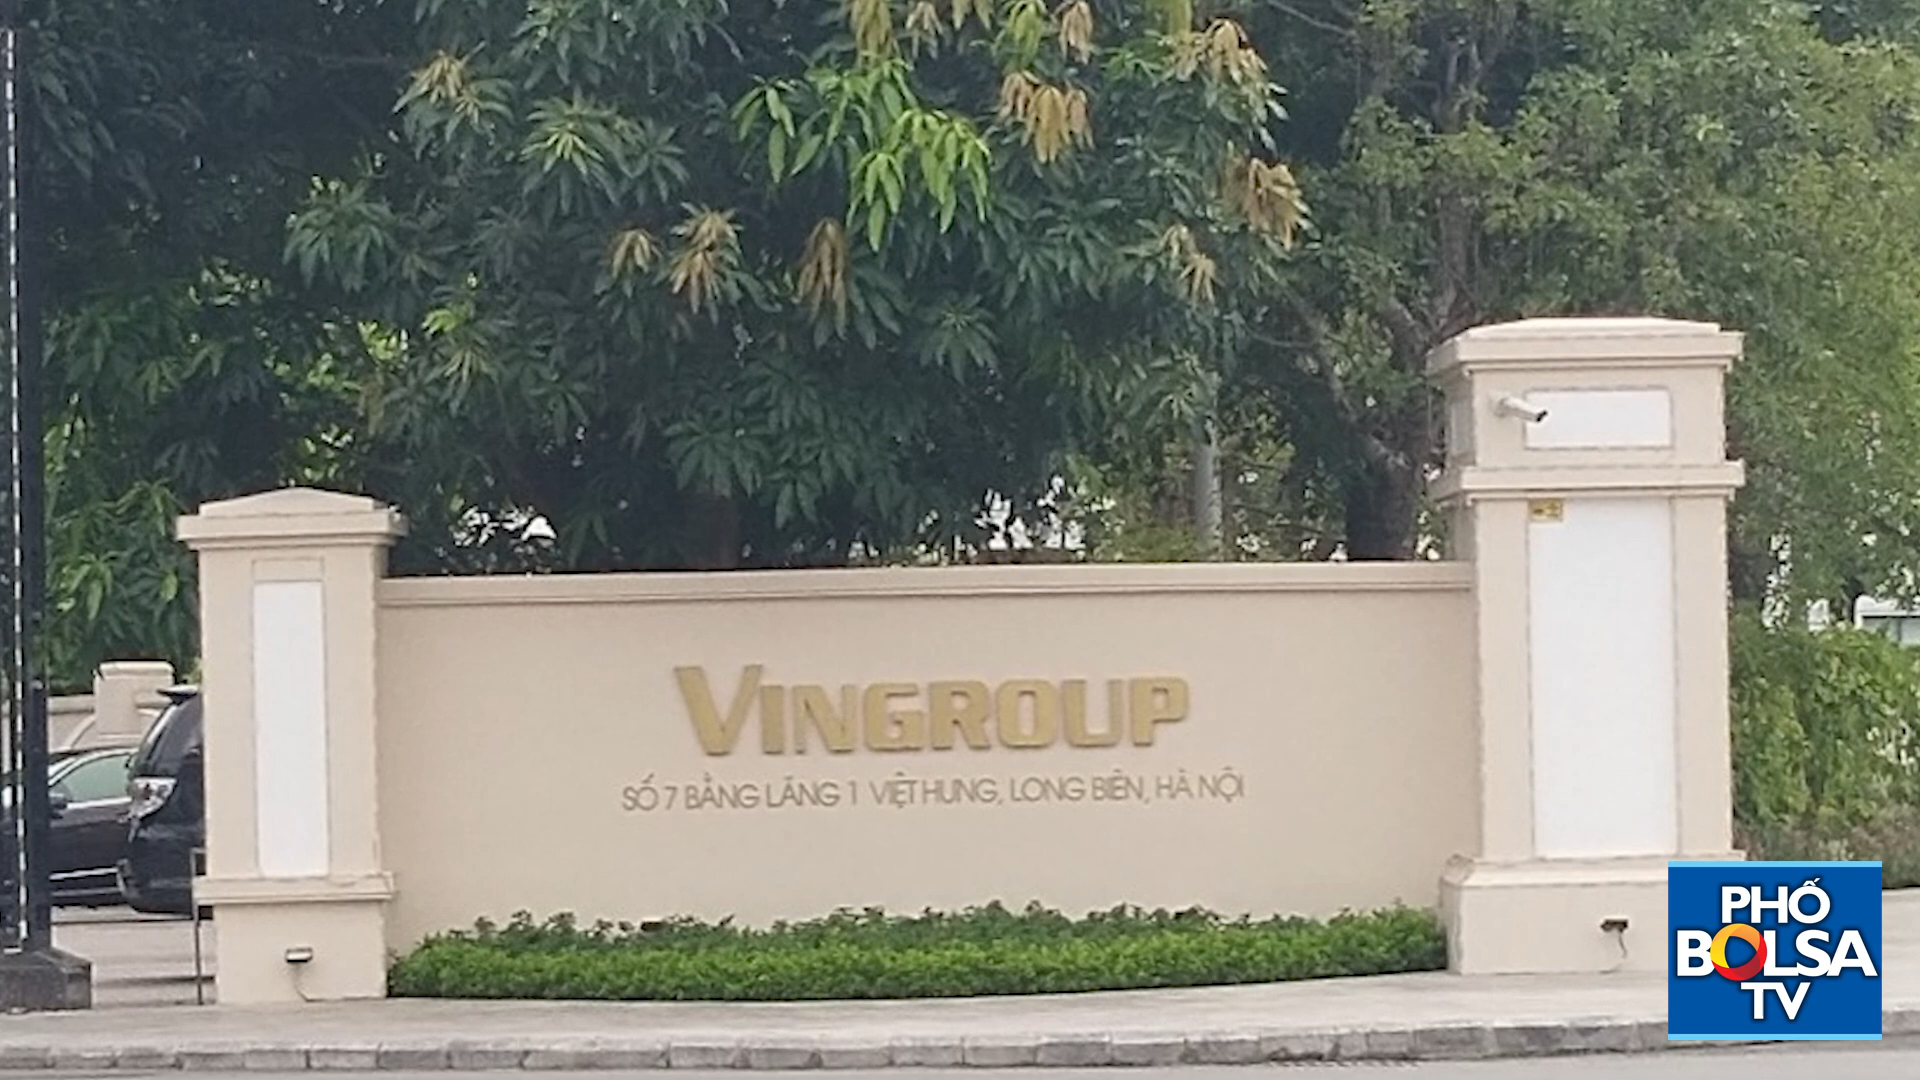 VINGROUP
SỐ 7 BẰNG LĂNG 1 VIỆT HƯNG, LONG BIÊN, HÀ NỘI
PHỐ
BOLSA
TV